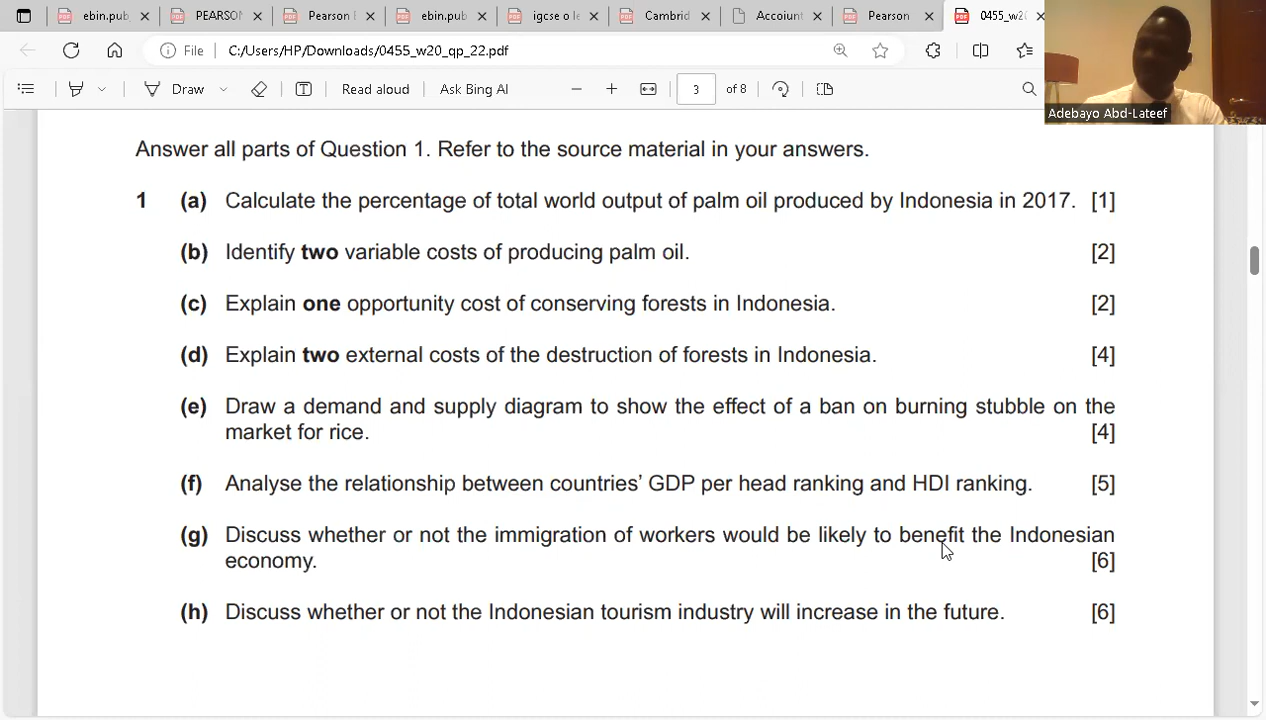 ebin.pub
PEARSON
Pearson E
ebin.pub
igcse o le
Cambrid
Account
Pearson
0455_w20
File
C:/Users/HP/Downloads/0455_w20_qp_22.pdf
Draw
Read aloud
Ask Bing AI
3
of 8
Adebayo Abd-Lateef
Answer all parts of Question 1. Refer to the source material in your answers.
1 (a) Calculate the percentage of total world output of palm oil produced by Indonesia in 2017. [1]
(b) Identify two variable costs of producing palm oil. [2]
(c) Explain one opportunity cost of conserving forests in Indonesia. [2]
(d) Explain two external costs of the destruction of forests in Indonesia. [4]
(e) Draw a demand and supply diagram to show the effect of a ban on burning stubble on the
market for rice. [4]
(f) Analyse the relationship between countries’ GDP per head ranking and HDI ranking. [5]
(g) Discuss whether or not the immigration of workers would be likely to benefit the Indonesian
economy. [6]
(h) Discuss whether or not the Indonesian tourism industry will increase in the future. [6]